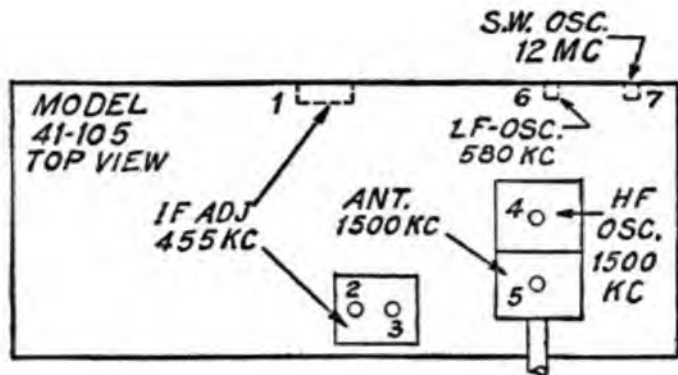 S.W. OSC.
12 MC
MODEL
41-105
TOP VIEW
1
6
7
LF-OSC.
580 KC
IF ADJ
455 KC
ANT.
1500 KC
4
HF
OSC.
1500
KC
5
2
3